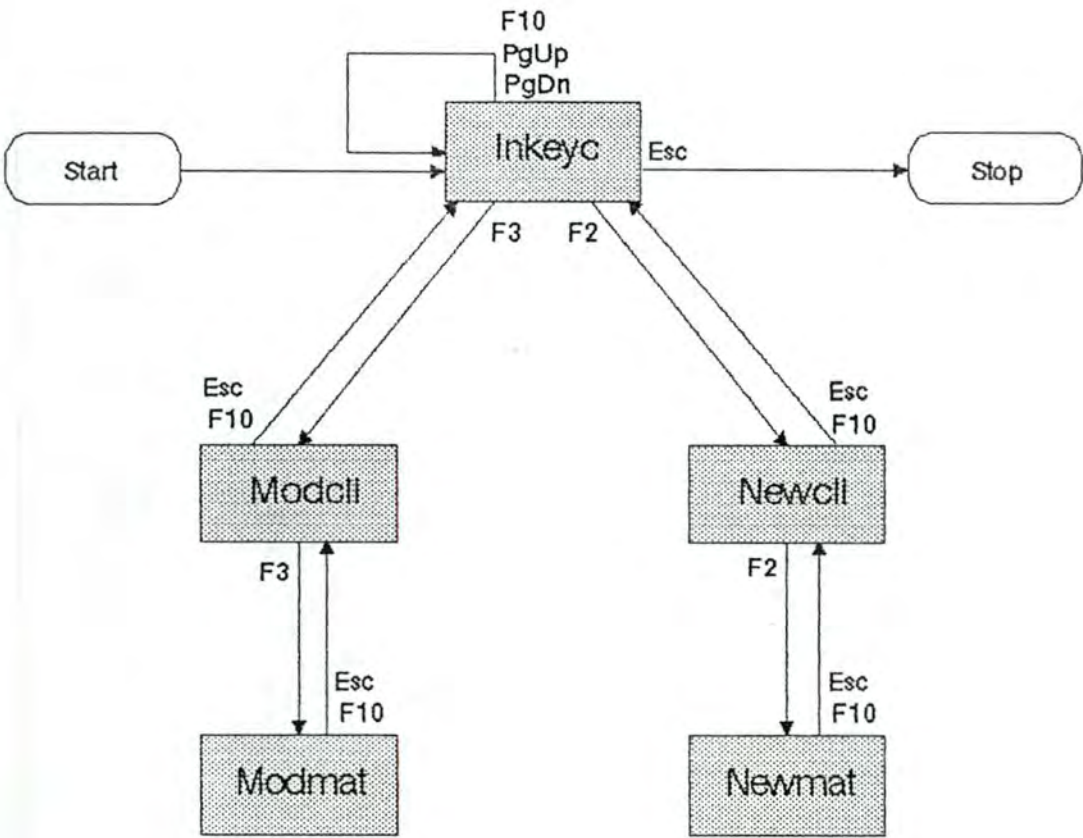 F10
PgUp
PgDn
Inkeyc
Start
Esc
Stop
F3
F2
Esc
F10
Esc
F10
Modcli
Newcli
F3
F2
Esc
F10
Esc
F10
Modmat
Newmat